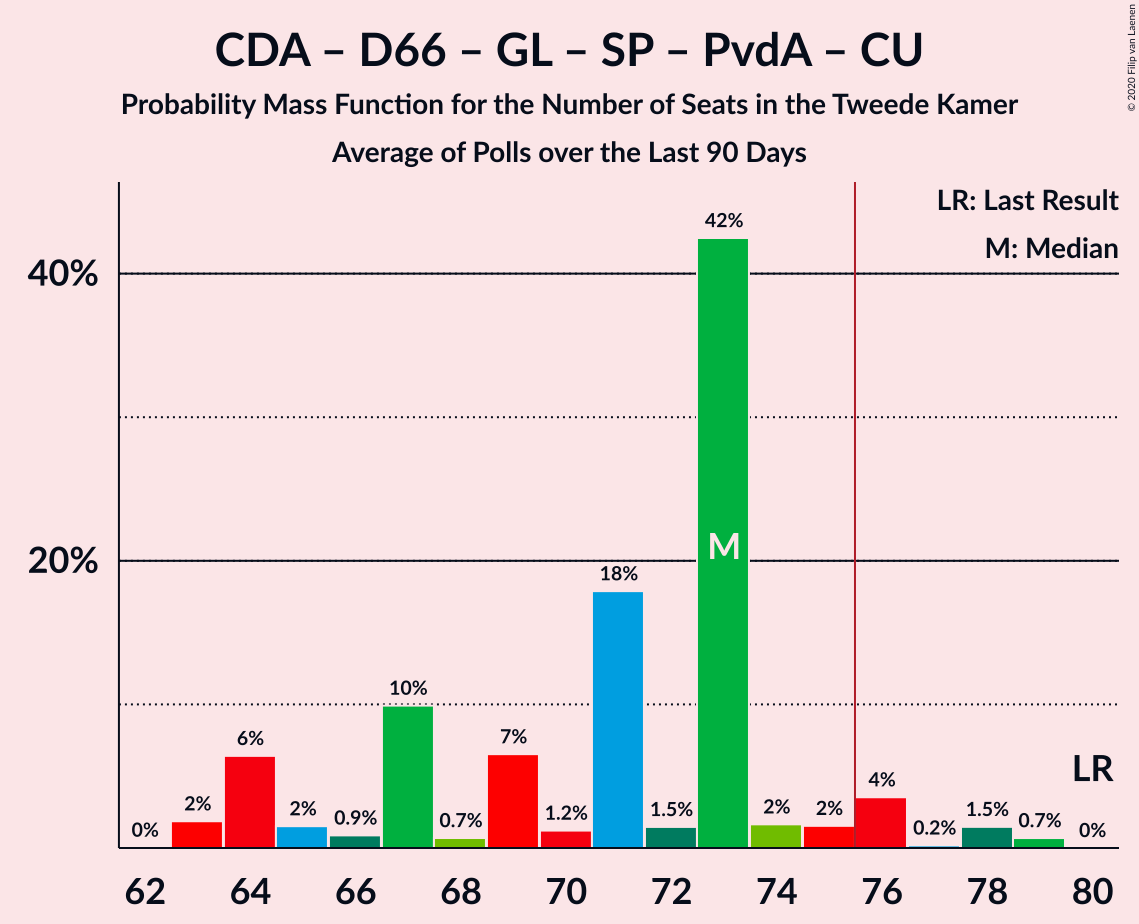 CDA – D66 – GL – SP – PvdA – CU
Probability Mass Function for the Number of Seats in the Tweede Kamer
Average of Polls over the Last 90 Days
© 2020 Filip van Laenen
LR: Last Result
M: Median
40%
20%
0%
2%
6%
2%
0.9%
10%
0.7%
7%
1.2%
18%
1.5%
42%
M
2%
2%
4%
0.2%
1.5%
0.7%
0%
LR
62 64 66 68 70 72 74 76 78 80